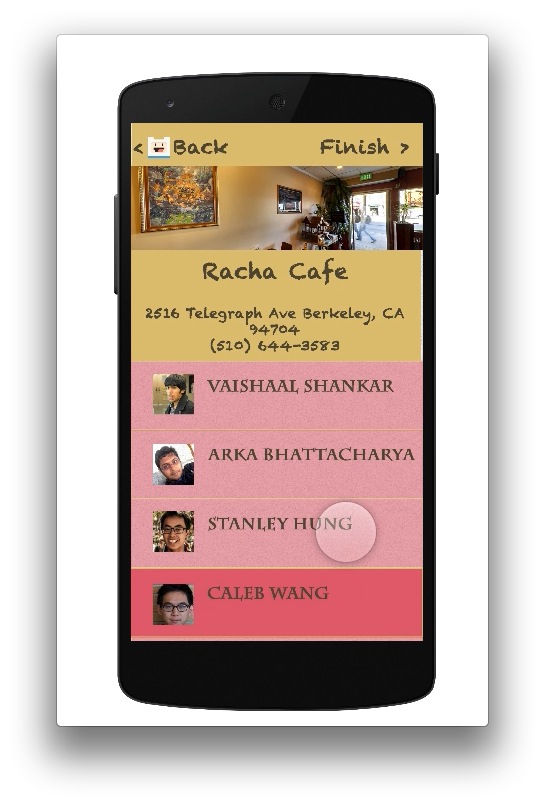 < Back Finish >
Racha Cafe
2516 Telegraph Ave Berkeley, CA
94704
(510) 644-3583
VAISHAAL SHANKAR
ARKA BHATTACHARYA
STANLEY HUNG
CALEB WANG